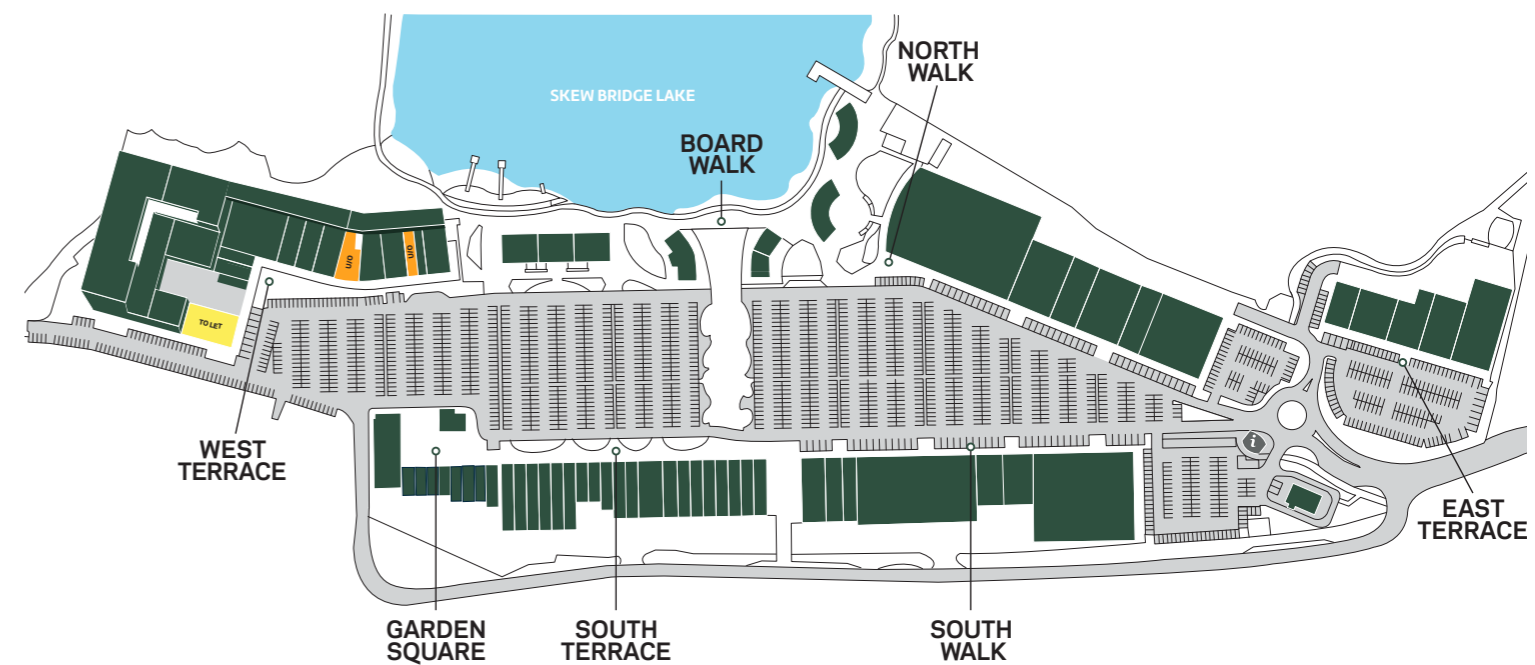 NORTH
WALK
SKEW BRIDGE LAKE
BOARD
WALK
U/O
U/O
TO LET
i
WEST
TERRACE
EAST
TERRACE
GARDEN
SQUARE
SOUTH
TERRACE
SOUTH
WALK